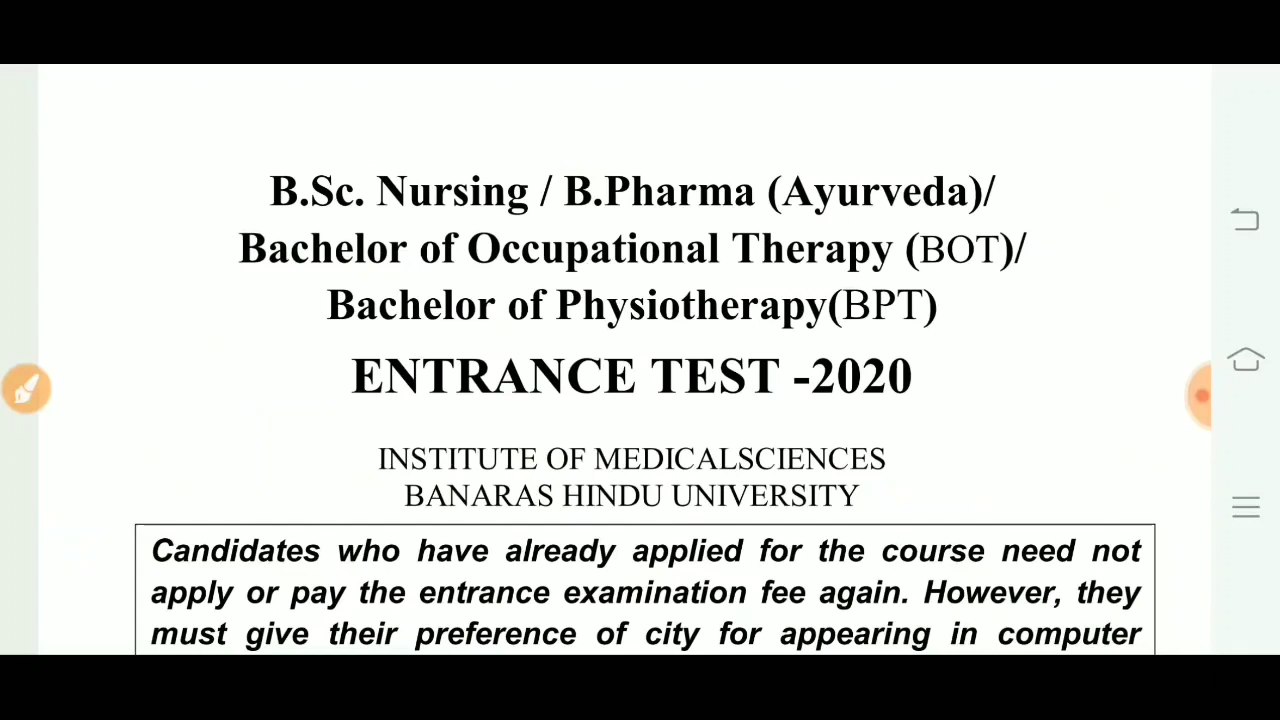 B.Sc. Nursing / B.Pharma (Ayurveda)/
Bachelor of Occupational Therapy (BOT)/
Bachelor of Physiotherapy(BPT)
ENTRANCE TEST -2020
INSTITUTE OF MEDICALSCIENCES
BANARAS HINDU UNIVERSITY
Candidates who have already applied for the course need not
apply or pay the entrance examination fee again. However, they
must give their preference of city for appearing in computer